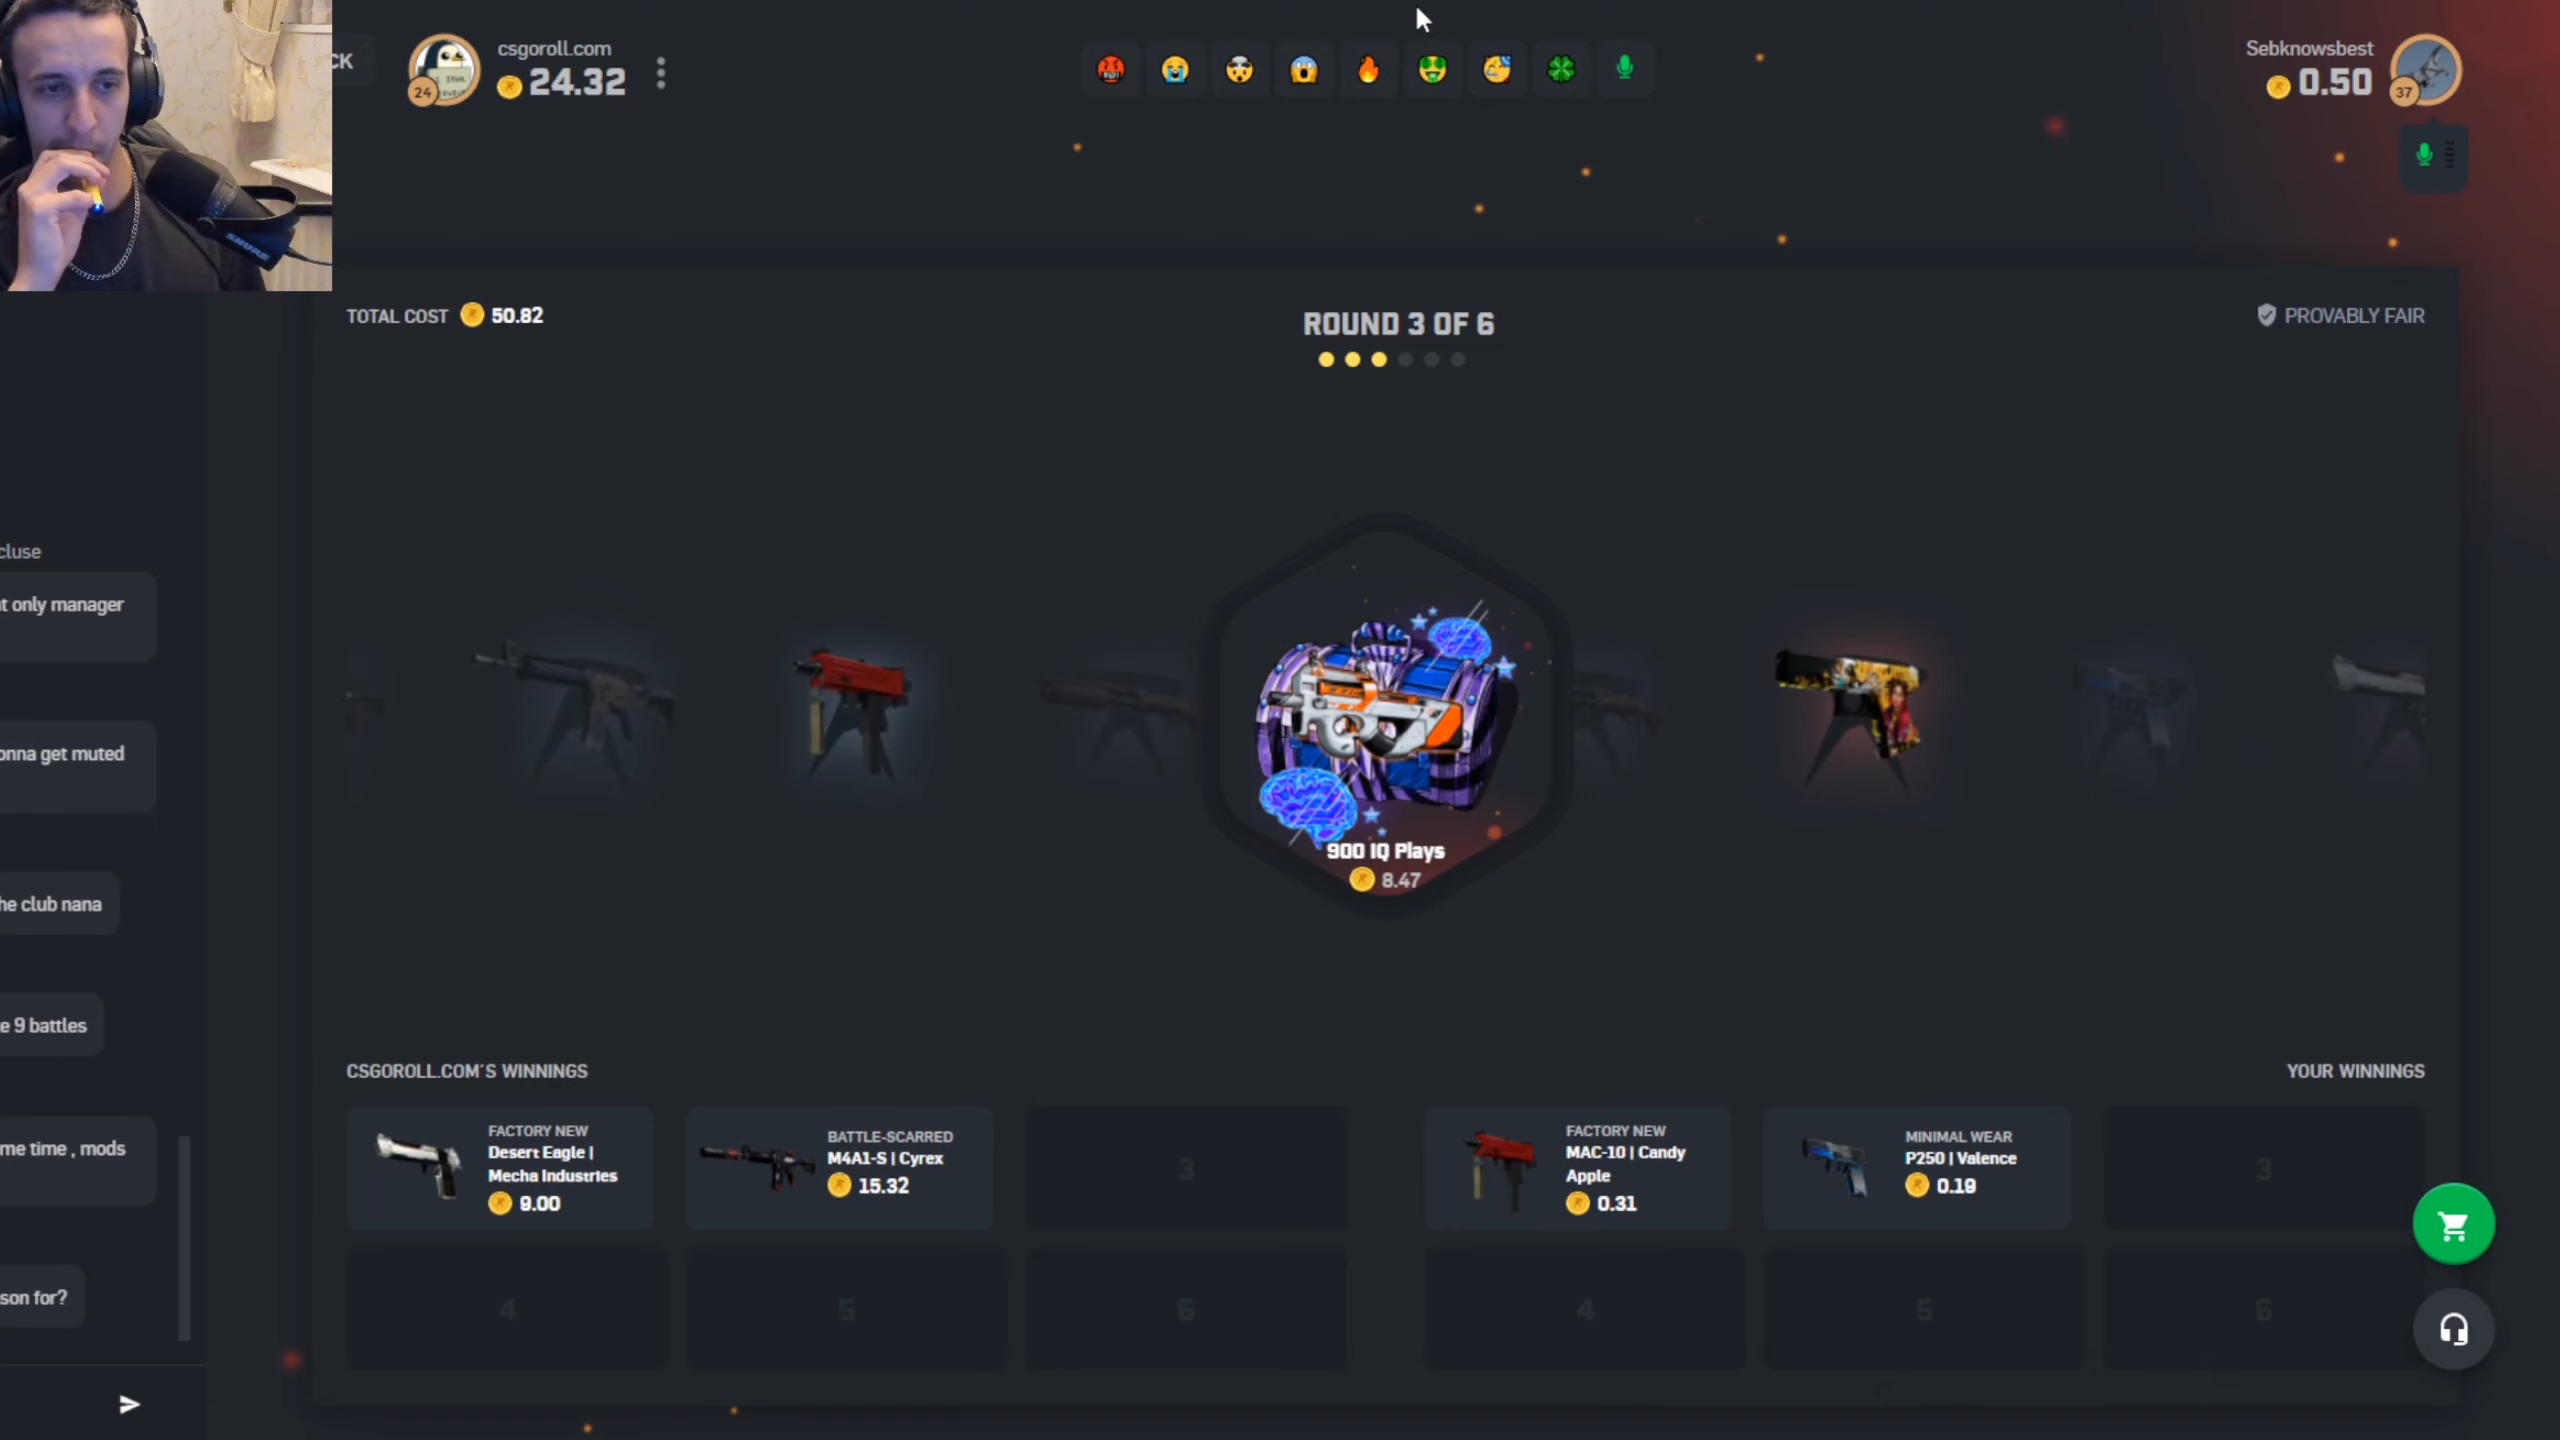 CK
24
csgoroll.com
24.32
Sebknowsbest
0.50
37
SHURE
TOTAL COST 50.82
ROUND 3 OF 6
PROVABLY FAIR
cluse
t only manager
onna get muted
he club nana
e 9 battles
me time , mods
son for?
900 IQ Plays
8.47
CSGOROLL.COM'S WINNINGS
FACTORY NEW
Desert Eagle |
Mecha Industries
9.00
BATTLE-SCARRED
M4A1-S | Cyrex
15.32
3
4
5
6
YOUR WINNINGS
FACTORY NEW
MAC-10 | Candy
Apple
0.31
MINIMAL WEAR
P250 | Valence
0.19
3
4
5
6